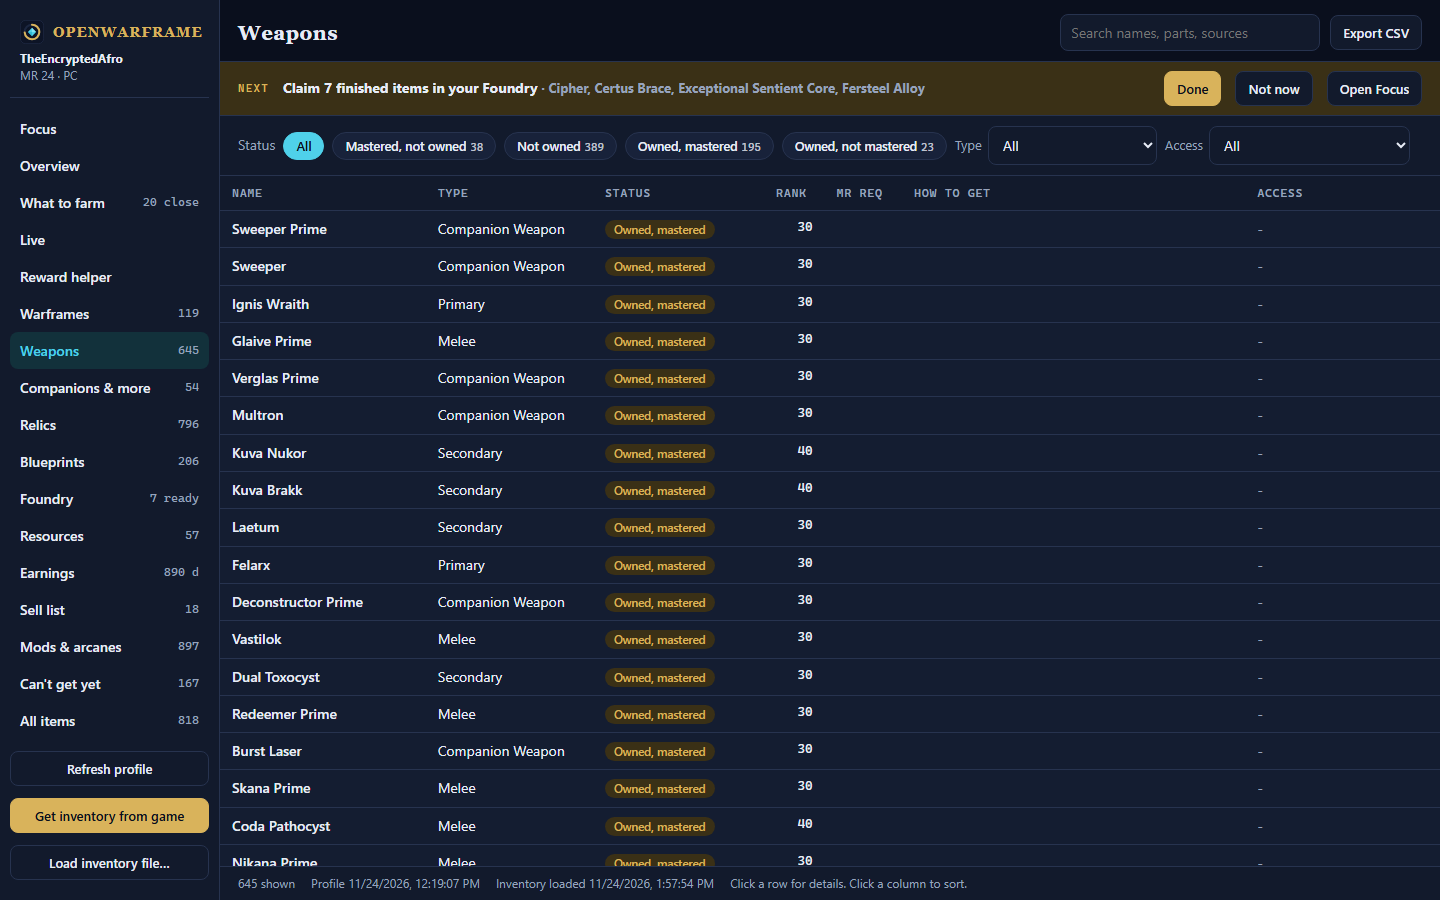 OPENWARFRAME
TheEncryptedAfro
MR 24 · PC
Focus
Overview
What to farm 20 close
Live
Reward helper
Warframes 119
Weapons 645
Companions & more 54
Relics 796
Blueprints 206
Foundry 7 ready
Resources 57
Earnings 890 d
Sell list 18
Mods & arcanes 897
Can't get yet 167
All items 818
Refresh profile
Get inventory from game
Load inventory file...
Weapons
Search names, parts, sources
Export CSV
NEXT Claim 7 finished items in your Foundry · Cipher, Certus Brace, Exceptional Sentient Core, Fersteel Alloy
Done Not now Open Focus
Status All Mastered, not owned 38 Not owned 389 Owned, mastered 195 Owned, not mastered 23 Type All Access All
NAME TYPE STATUS RANK MR REQ HOW TO GET ACCESS
Sweeper Prime Companion Weapon Owned, mastered 30 -
Sweeper Companion Weapon Owned, mastered 30 -
Ignis Wraith Primary Owned, mastered 30 -
Glaive Prime Melee Owned, mastered 30 -
Verglas Prime Companion Weapon Owned, mastered 30 -
Multron Companion Weapon Owned, mastered 30 -
Kuva Nukor Secondary Owned, mastered 40 -
Kuva Brakk Secondary Owned, mastered 40 -
Laetum Secondary Owned, mastered 30 -
Felarx Primary Owned, mastered 30 -
Deconstructor Prime Companion Weapon Owned, mastered 30 -
Vastilok Melee Owned, mastered 30 -
Dual Toxocyst Secondary Owned, mastered 30 -
Redeemer Prime Melee Owned, mastered 30 -
Burst Laser Companion Weapon Owned, mastered 30 -
Skana Prime Melee Owned, mastered 30 -
Coda Pathocyst Melee Owned, mastered 40 -
Nikana Prime Melee Owned, mastered 30 -
645 shown Profile 11/24/2026, 12:19:07 PM Inventory loaded 11/24/2026, 1:57:54 PM Click a row for details. Click a column to sort.